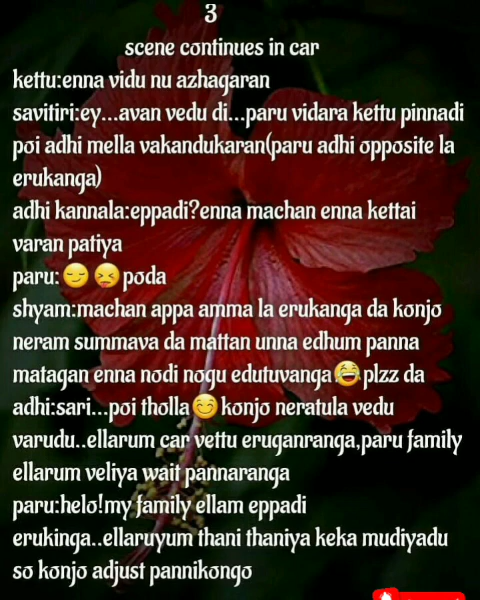 3
scene continues in car
kettu:enna vidu nu azhagaran
savitiri:ey...avan vedu di...paru vidara kettu pinnadi
poi adhi mella vakandukaran(paru adhi opposite la
erukanga)
adhi kannala:eppadi?enna machan enna kettai
varan patiya
paru:😏😝poda
shyam:machan appa amma la erukanga da konjo
neram summava da mattan unna edhum panna
matagan enna nodi nogu edutuvanga😂plzz da
adhi:sari...poi tholla😊konjo neratula vedu
varudu..ellarum car vettu eruganranga,paru family
ellarum veliya wait pannaranga
paru:helo!my family ellam eppadi
erukinga..ellaruyum thani thaniya keka mudiyadu
so konjo adjust pannikongo